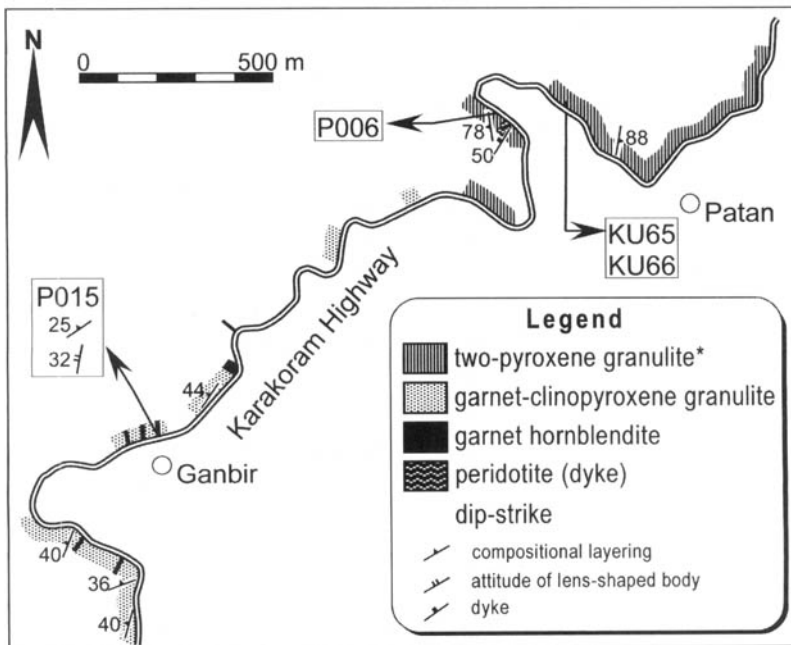 N
0 500 m
P006
78
50
88
Patan
KU65
KU66
P015
25
32
Karakoram Highway
44
Ganbir
40
36
40
Legend
two-pyroxene granulite*
garnet-clinopyroxene granulite
garnet hornblendite
peridotite (dyke)
dip-strike
compositional layering
attitude of lens-shaped body
dyke